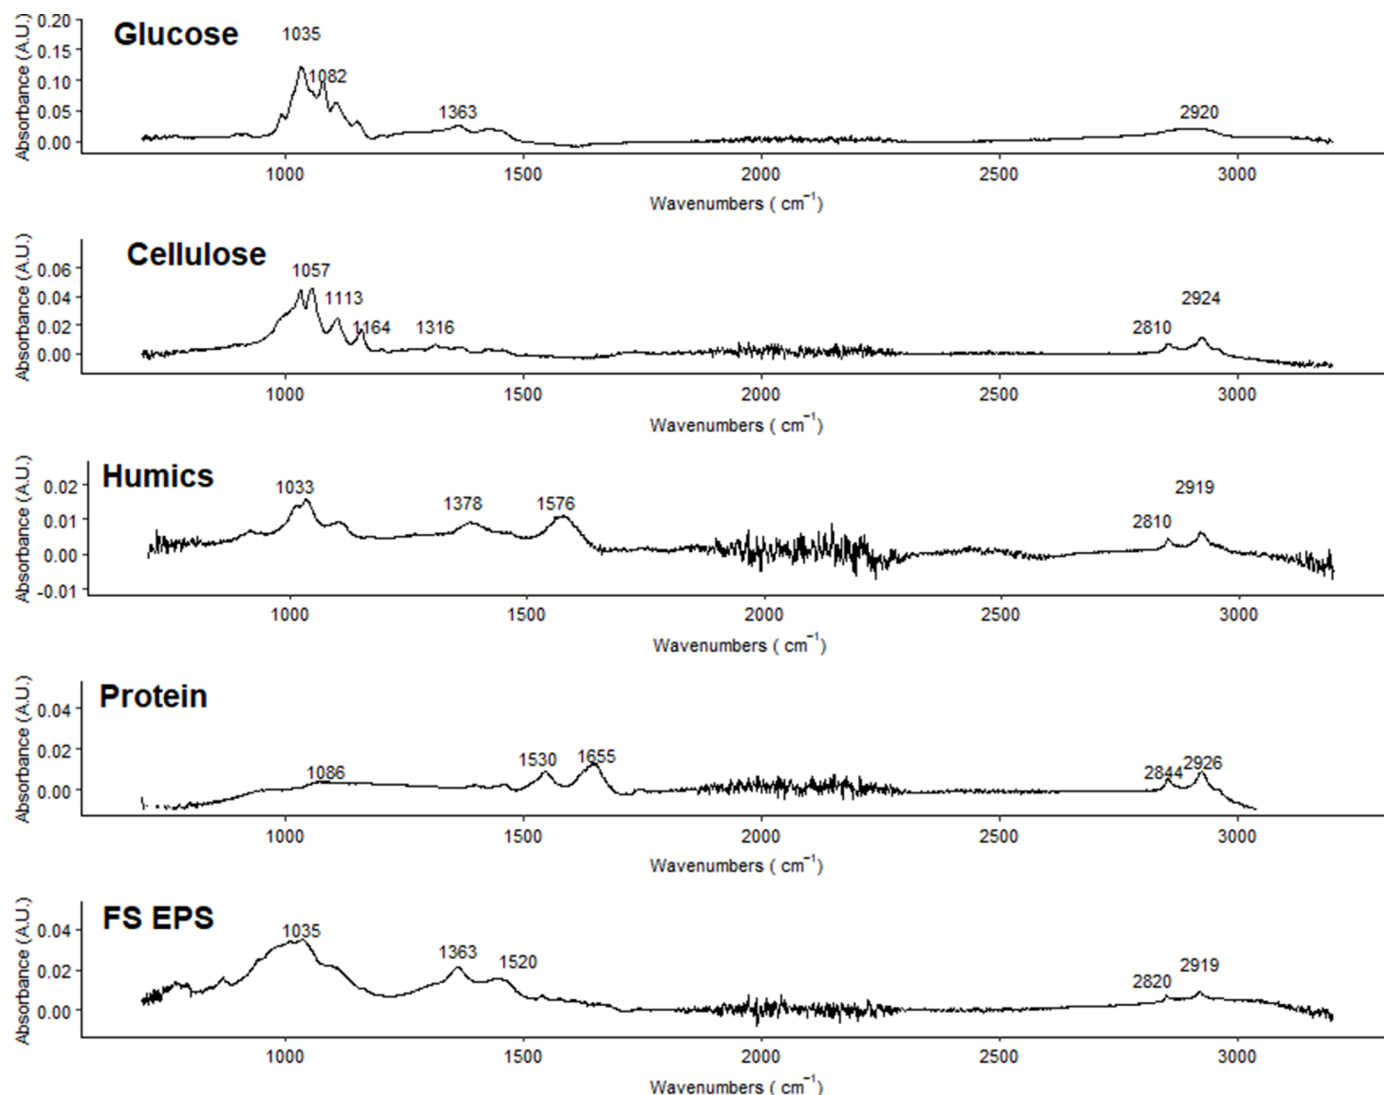 Glucose
1035
1082
1363
2920
Absorbance (A.U.)
0.20
0.15
0.10
0.05
0.00
1000 1500 2000 2500 3000
Wavenumbers ( cm⁻¹)
Cellulose
1057
1113
1164
1316
2810
2924
Absorbance (A.U.)
0.06
0.04
0.02
0.00
1000 1500 2000 2500 3000
Wavenumbers ( cm⁻¹)
Humics
1033
1378
1576
2810
2919
Absorbance (A.U.)
0.02
0.01
0.00
-0.01
1000 1500 2000 2500 3000
Wavenumbers ( cm⁻¹)
Protein
1086
1530
1655
2844
2926
Absorbance (A.U.)
0.04
0.02
0.00
1000 1500 2000 2500 3000
Wavenumbers ( cm⁻¹)
FS EPS
1035
1363
1520
2820
2919
Absorbance (A.U.)
0.04
0.02
0.00
1000 1500 2000 2500 3000
Wavenumbers ( cm⁻¹)